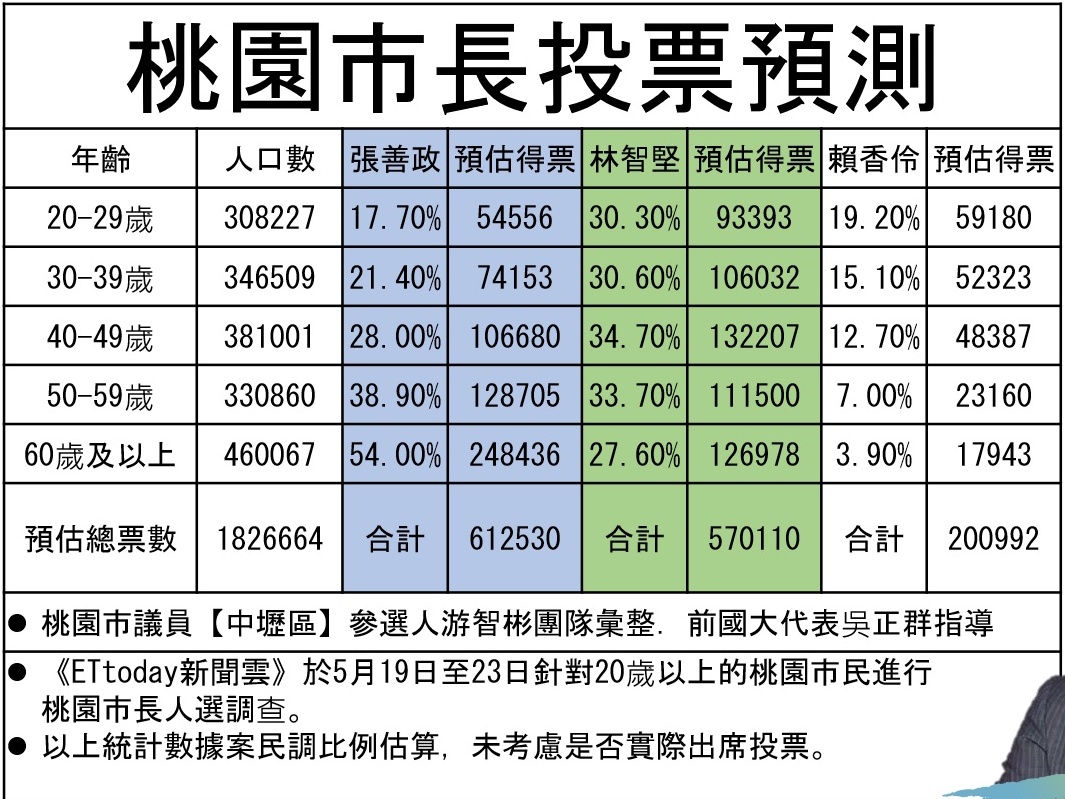 桃園市長投票預測
年齡 人口數 張善政 預估得票 林智堅 預估得票 賴香伶 預估得票
20-29歲 308227 17.70% 54556 30.30% 93393 19.20% 59180
30-39歲 346509 21.40% 74153 30.60% 106032 15.10% 52323
40-49歲 381001 28.00% 106680 34.70% 132207 12.70% 48387
50-59歲 330860 38.90% 128705 33.70% 111500 7.00% 23160
60歲及以上 460067 54.00% 248436 27.60% 126978 3.90% 17943
預估總票數 1826664 合計 612530 合計 570110 合計 200992
● 桃園市議員【中壢區】參選人游智彬團隊彙整. 前國大代表吳正群指導
● 《ETtoday新聞雲》於5月19日至23日針對20歲以上的桃園市民進行
桃園市長人選調查。
● 以上統計數據案民調比例估算, 未考慮是否實際出席投票。